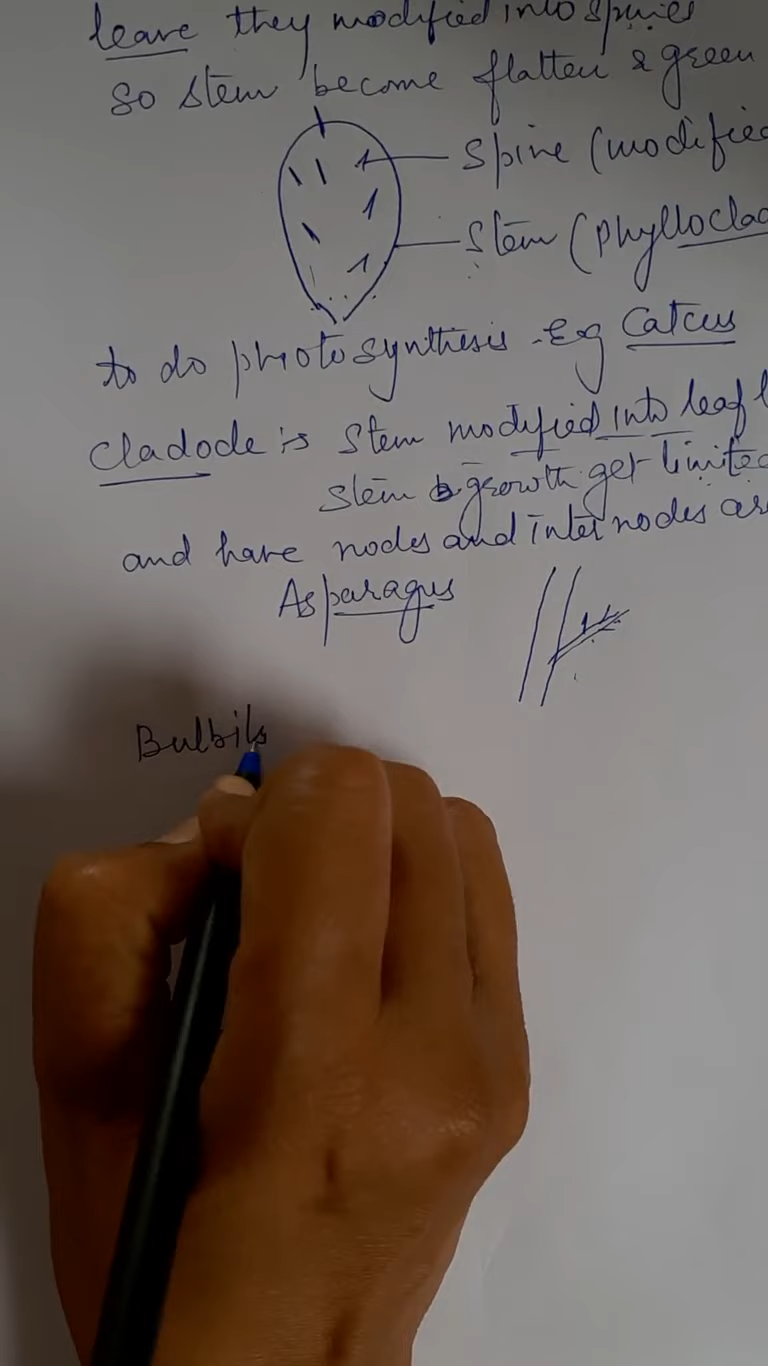 leave they modified into spines
so stem become flatten & green
Spine (modified
Stem (phylloclad
to do photosynthesis. Eg Catcus
Cladode is stem modified into leaf l
stem growth get limited
and have nodes and internodes are
Asparagus
Bulbils